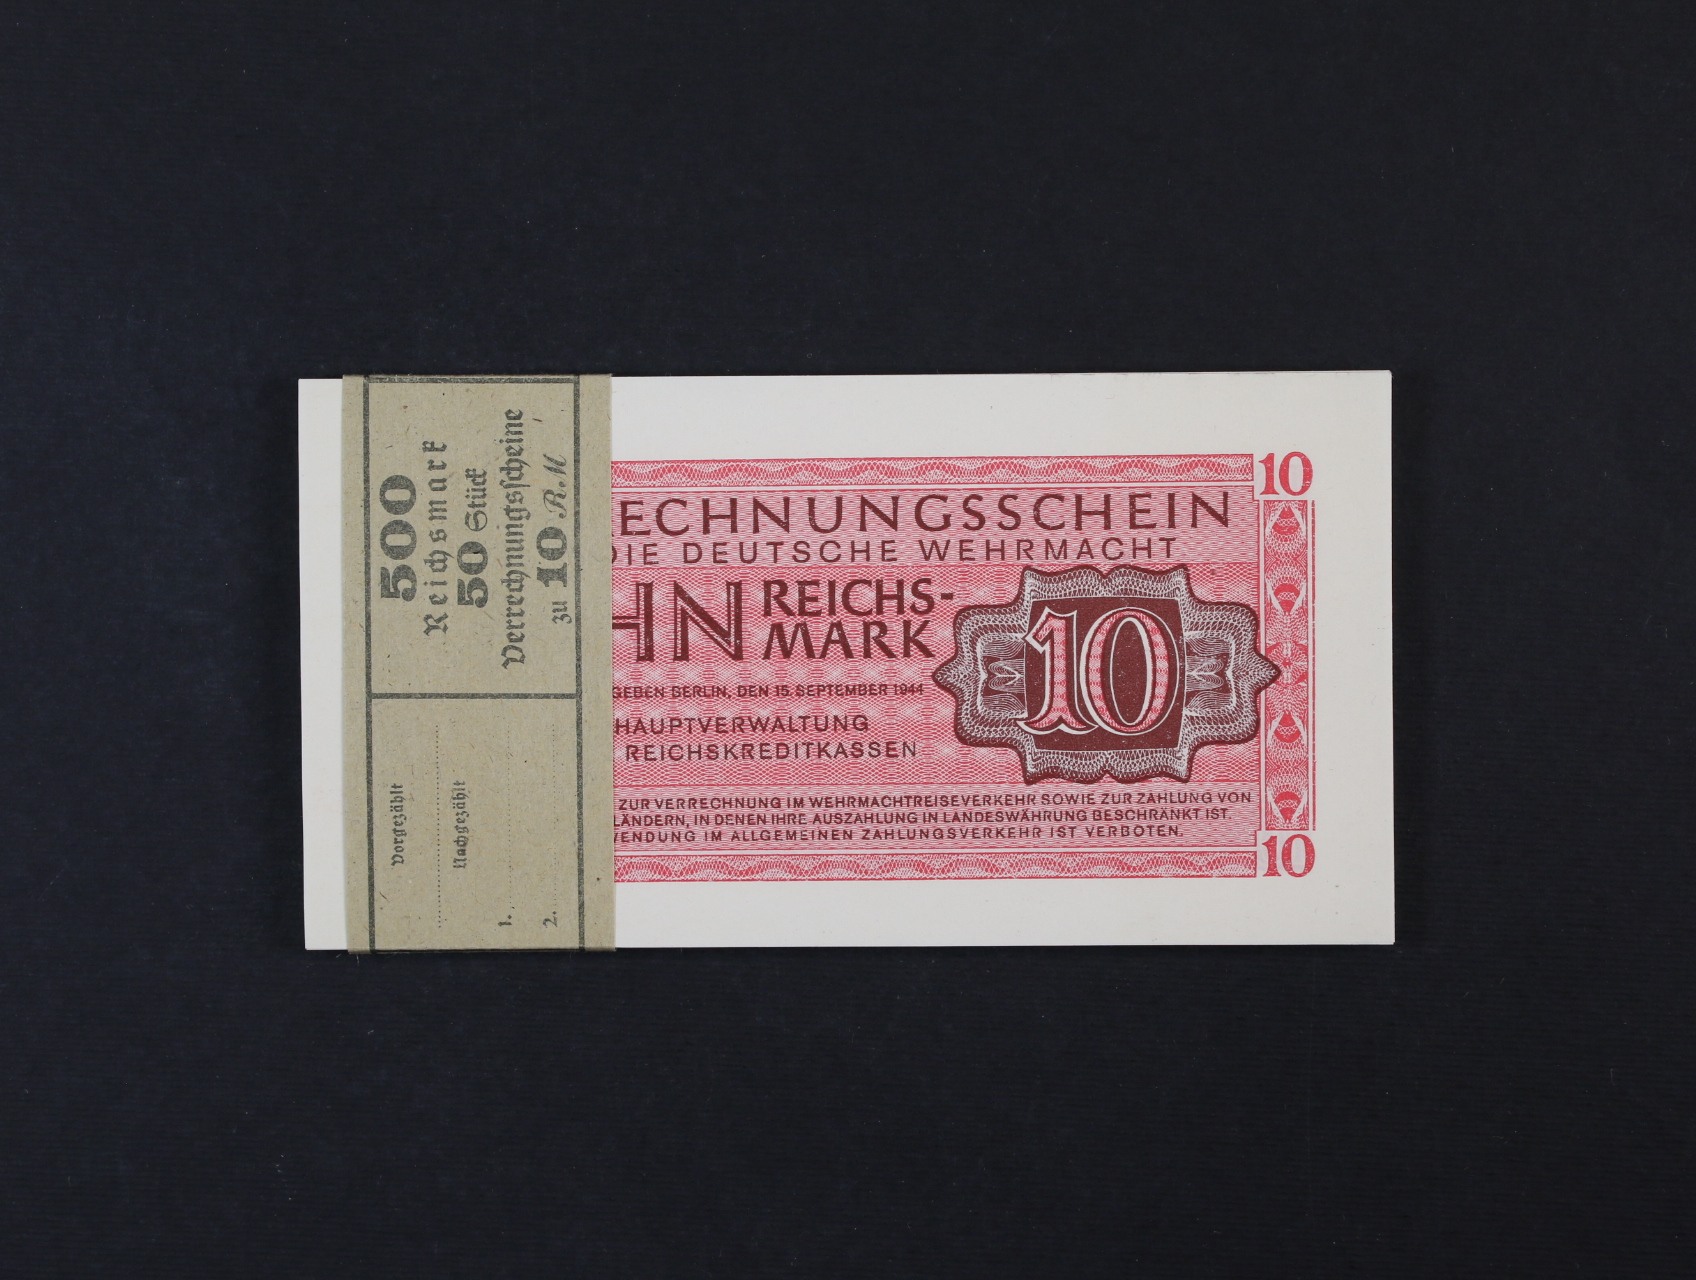 500
Reichsmark
50 Stück
Verrechnungsscheine
zu 10 R.M
Vorgezählt
Nachgezählt
1.
2.
10
ECHNUNGSSCHEIN
DIE DEUTSCHE WEHRMACHT
HN REICHS-
MARK
10
GEBEN BERLIN, DEN 15. SEPTEMBER 1944
HAUPTVERWALTUNG
REICHSKREDITKASSEN
ZUR VERRECHNUNG IM WEHRMACHTREISEVERKEHR SOWIE ZUR ZAHLUNG VON
LÄNDERN, IN DENEN IHRE AUSZAHLUNG IN LANDESWÄHRUNG BESCHRÄNKT IST.
WENDUNG IM ALLGEMEINEN ZAHLUNGSVERKEHR IST VERBOTEN.
10